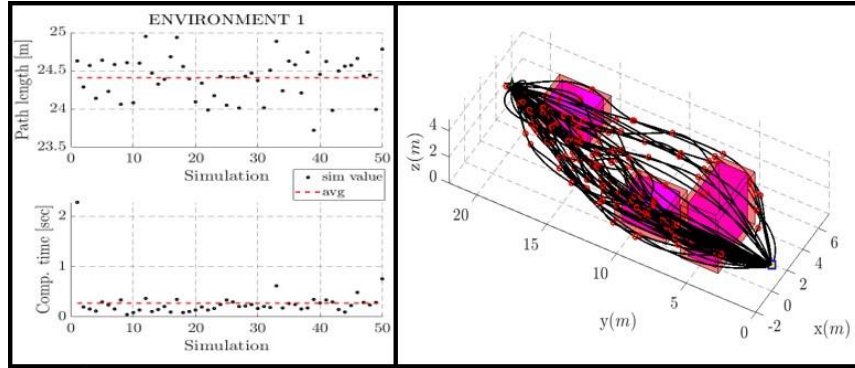 ENVIRONMENT 1
Path length [m]
25
24.5
24
23.5
0 10 20 30 40 50
Simulation
sim value
avg
Comp. time [sec]
2
1
0
0 10 20 30 40 50
Simulation
z(m)
4
2
0
20
15
10
5
0
y(m)
6
4
2
0
-2
x(m)